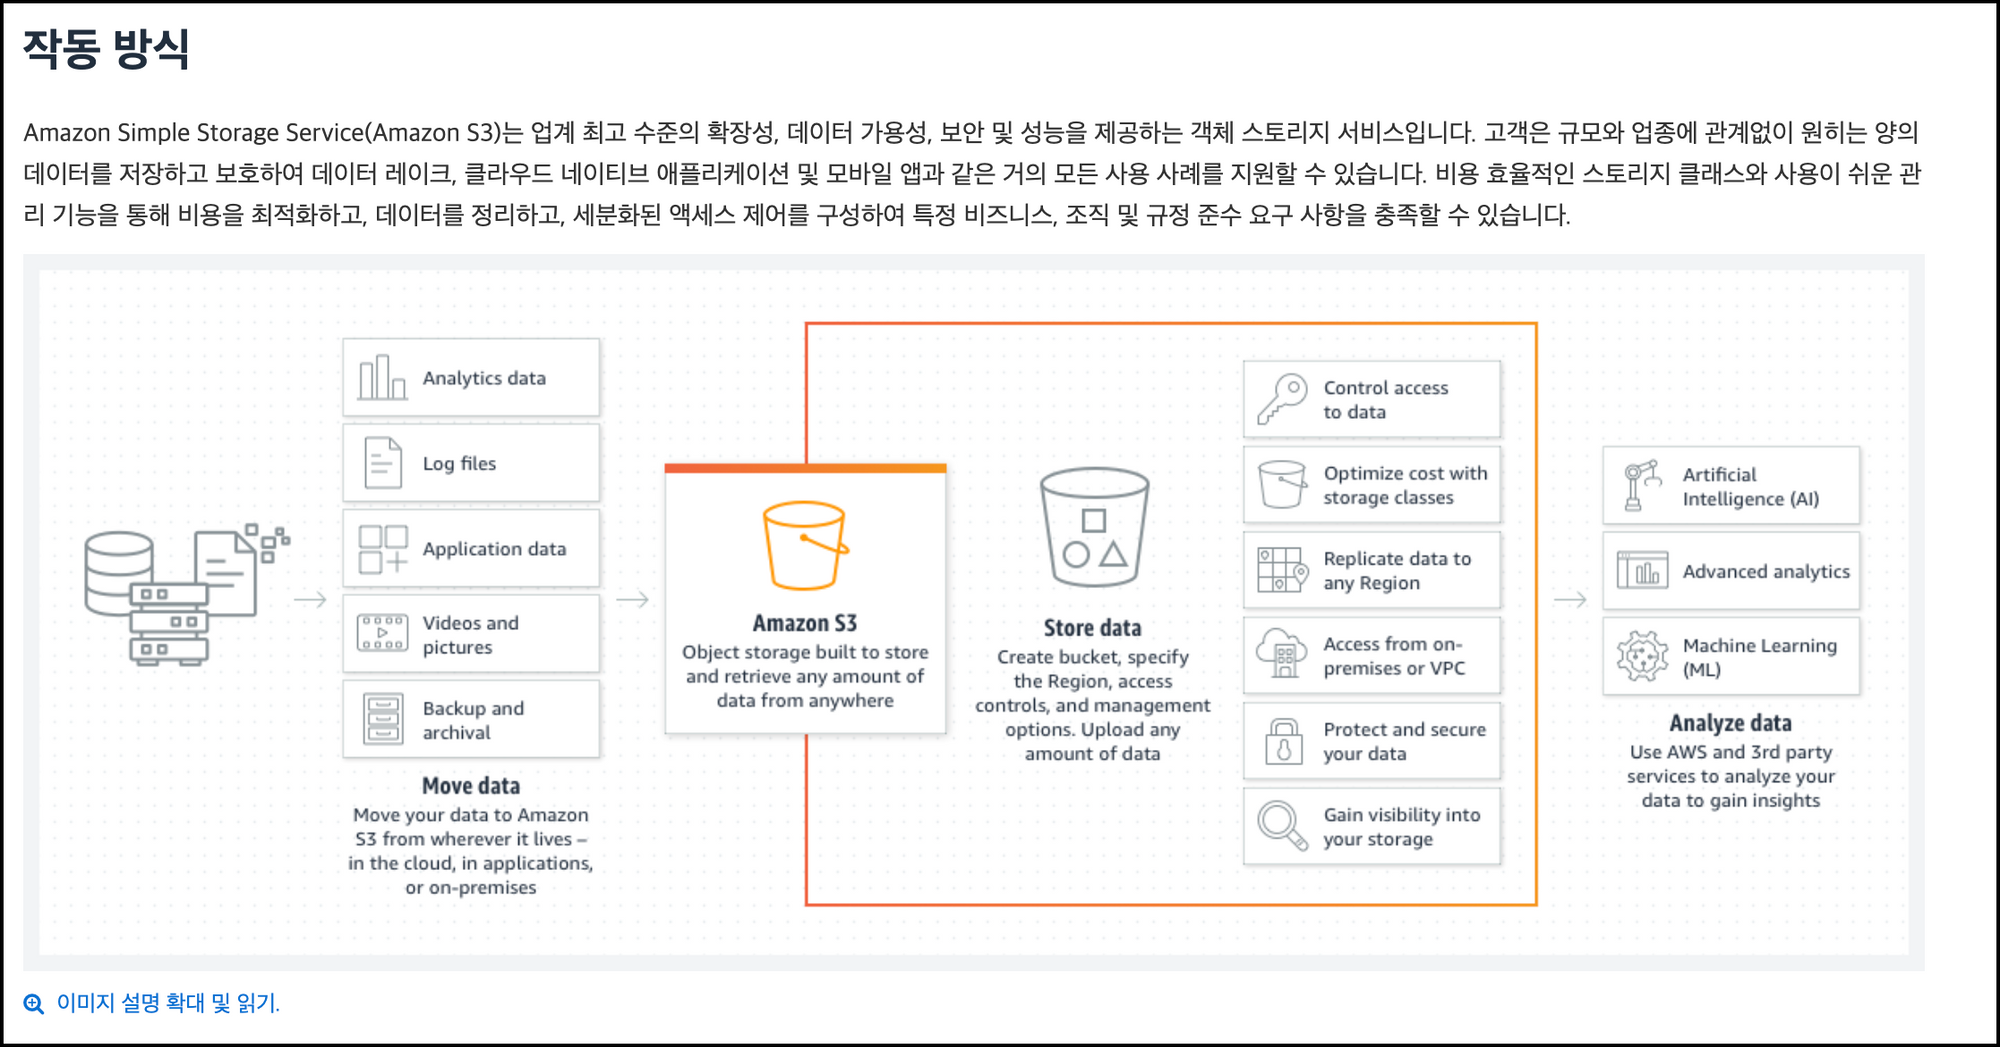 작동 방식
Amazon Simple Storage Service(Amazon S3)는 업계 최고 수준의 확장성, 데이터 가용성, 보안 및 성능을 제공하는 객체 스토리지 서비스입니다. 고객은 규모와 업종에 관계없이 원히는 양의
데이터를 저장하고 보호하여 데이터 레이크, 클라우드 네이티브 애플리케이션 및 모바일 앱과 같은 거의 모든 사용 사례를 지원할 수 있습니다. 비용 효율적인 스토리지 클래스와 사용이 쉬운 관
리 기능을 통해 비용을 최적화하고, 데이터를 정리하고, 세분화된 액세스 제어를 구성하여 특정 비즈니스, 조직 및 규정 준수 요구 사항을 충족할 수 있습니다.
Analytics data
Log files
Application data
Videos and
pictures
Backup and
archival
Move data
Move your data to Amazon
S3 from wherever it lives –
in the cloud, in applications,
or on-premises
Amazon S3
Object storage built to store
and retrieve any amount of
data from anywhere
Store data
Create bucket, specify
the Region, access
controls, and management
options. Upload any
amount of data
Control access
to data
Optimize cost with
storage classes
Replicate data to
any Region
Access from on-
premises or VPC
Protect and secure
your data
Gain visibility into
your storage
Artificial
Intelligence (AI)
Advanced analytics
Machine Learning
(ML)
Analyze data
Use AWS and 3rd party
services to analyze your
data to gain insights
이미지 설명 확대 및 읽기.